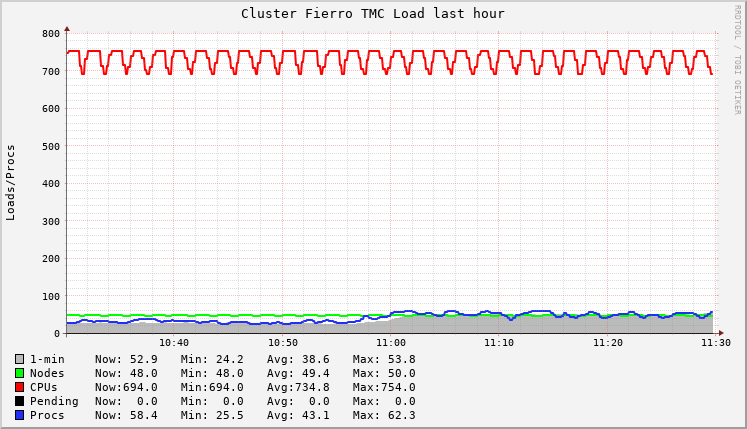 Cluster Fierro TMC Load last hour
RRDTOOL / TOBI OETIKER
Loads/Procs
800
700
600
500
400
300
200
100
0
10:40 10:50 11:00 11:10 11:20 11:30
1-min Now: 52.9 Min: 24.2 Avg: 38.6 Max: 53.8
Nodes Now: 48.0 Min: 48.0 Avg: 49.4 Max: 50.0
CPUs Now:694.0 Min:694.0 Avg:734.8 Max:754.0
Pending Now: 0.0 Min: 0.0 Avg: 0.0 Max: 0.0
Procs Now: 58.4 Min: 25.5 Avg: 43.1 Max: 62.3